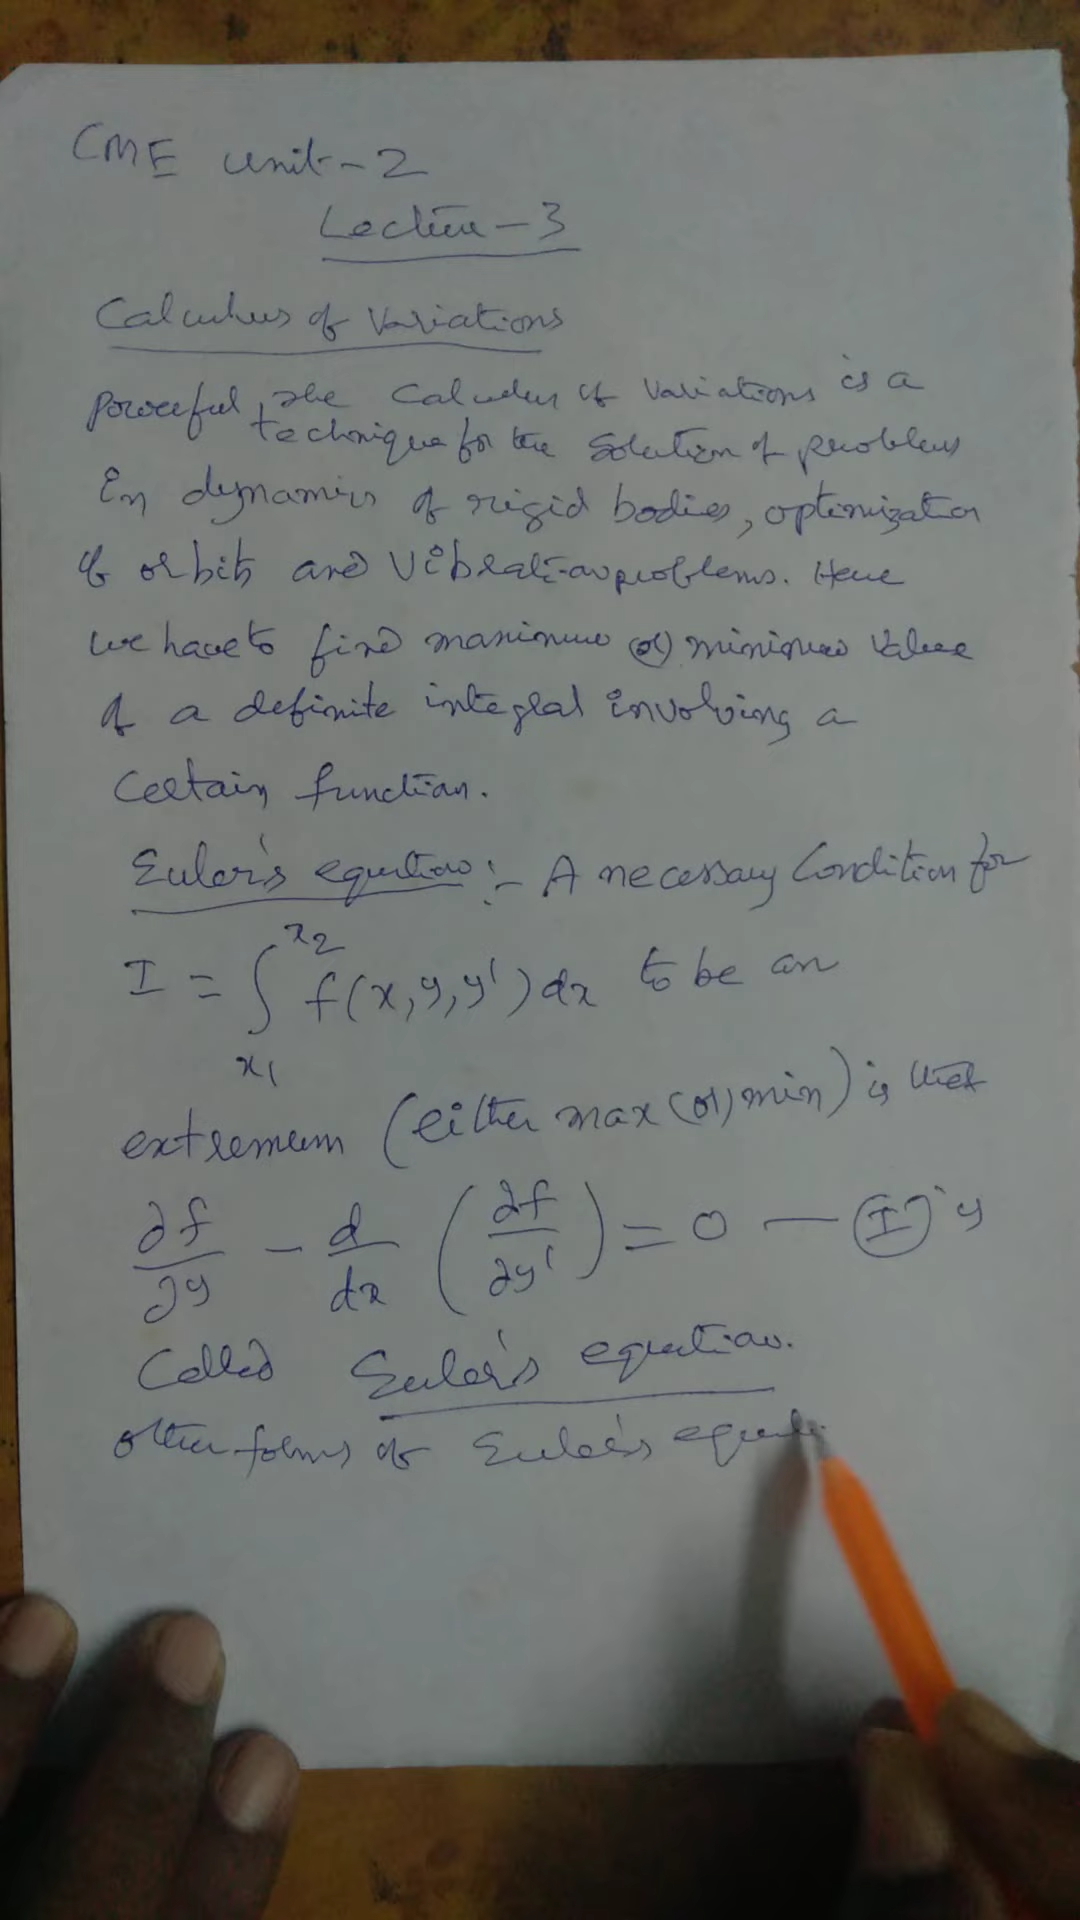 CME Unit-2
Lecture-3
Calculus of Variations
Powerful, The Calculus of Variations is a
technique for the Solution of problems
In dynamics of rigid bodies, optimization
of orbits and Vibration problems. Here
we have to find maximum (or) minimum Value
of a definite integral involving a
Certain function.
Euler's equation :- A necessary Condition for
I = ∫_{x1}^{x2} f(x, y, y') dx to be an
extremum (either max (or) min) is that
∂f/∂y - d/dx (∂f/∂y') = 0 — (I) is
Called Euler's equation.
Other forms of Euler's equati